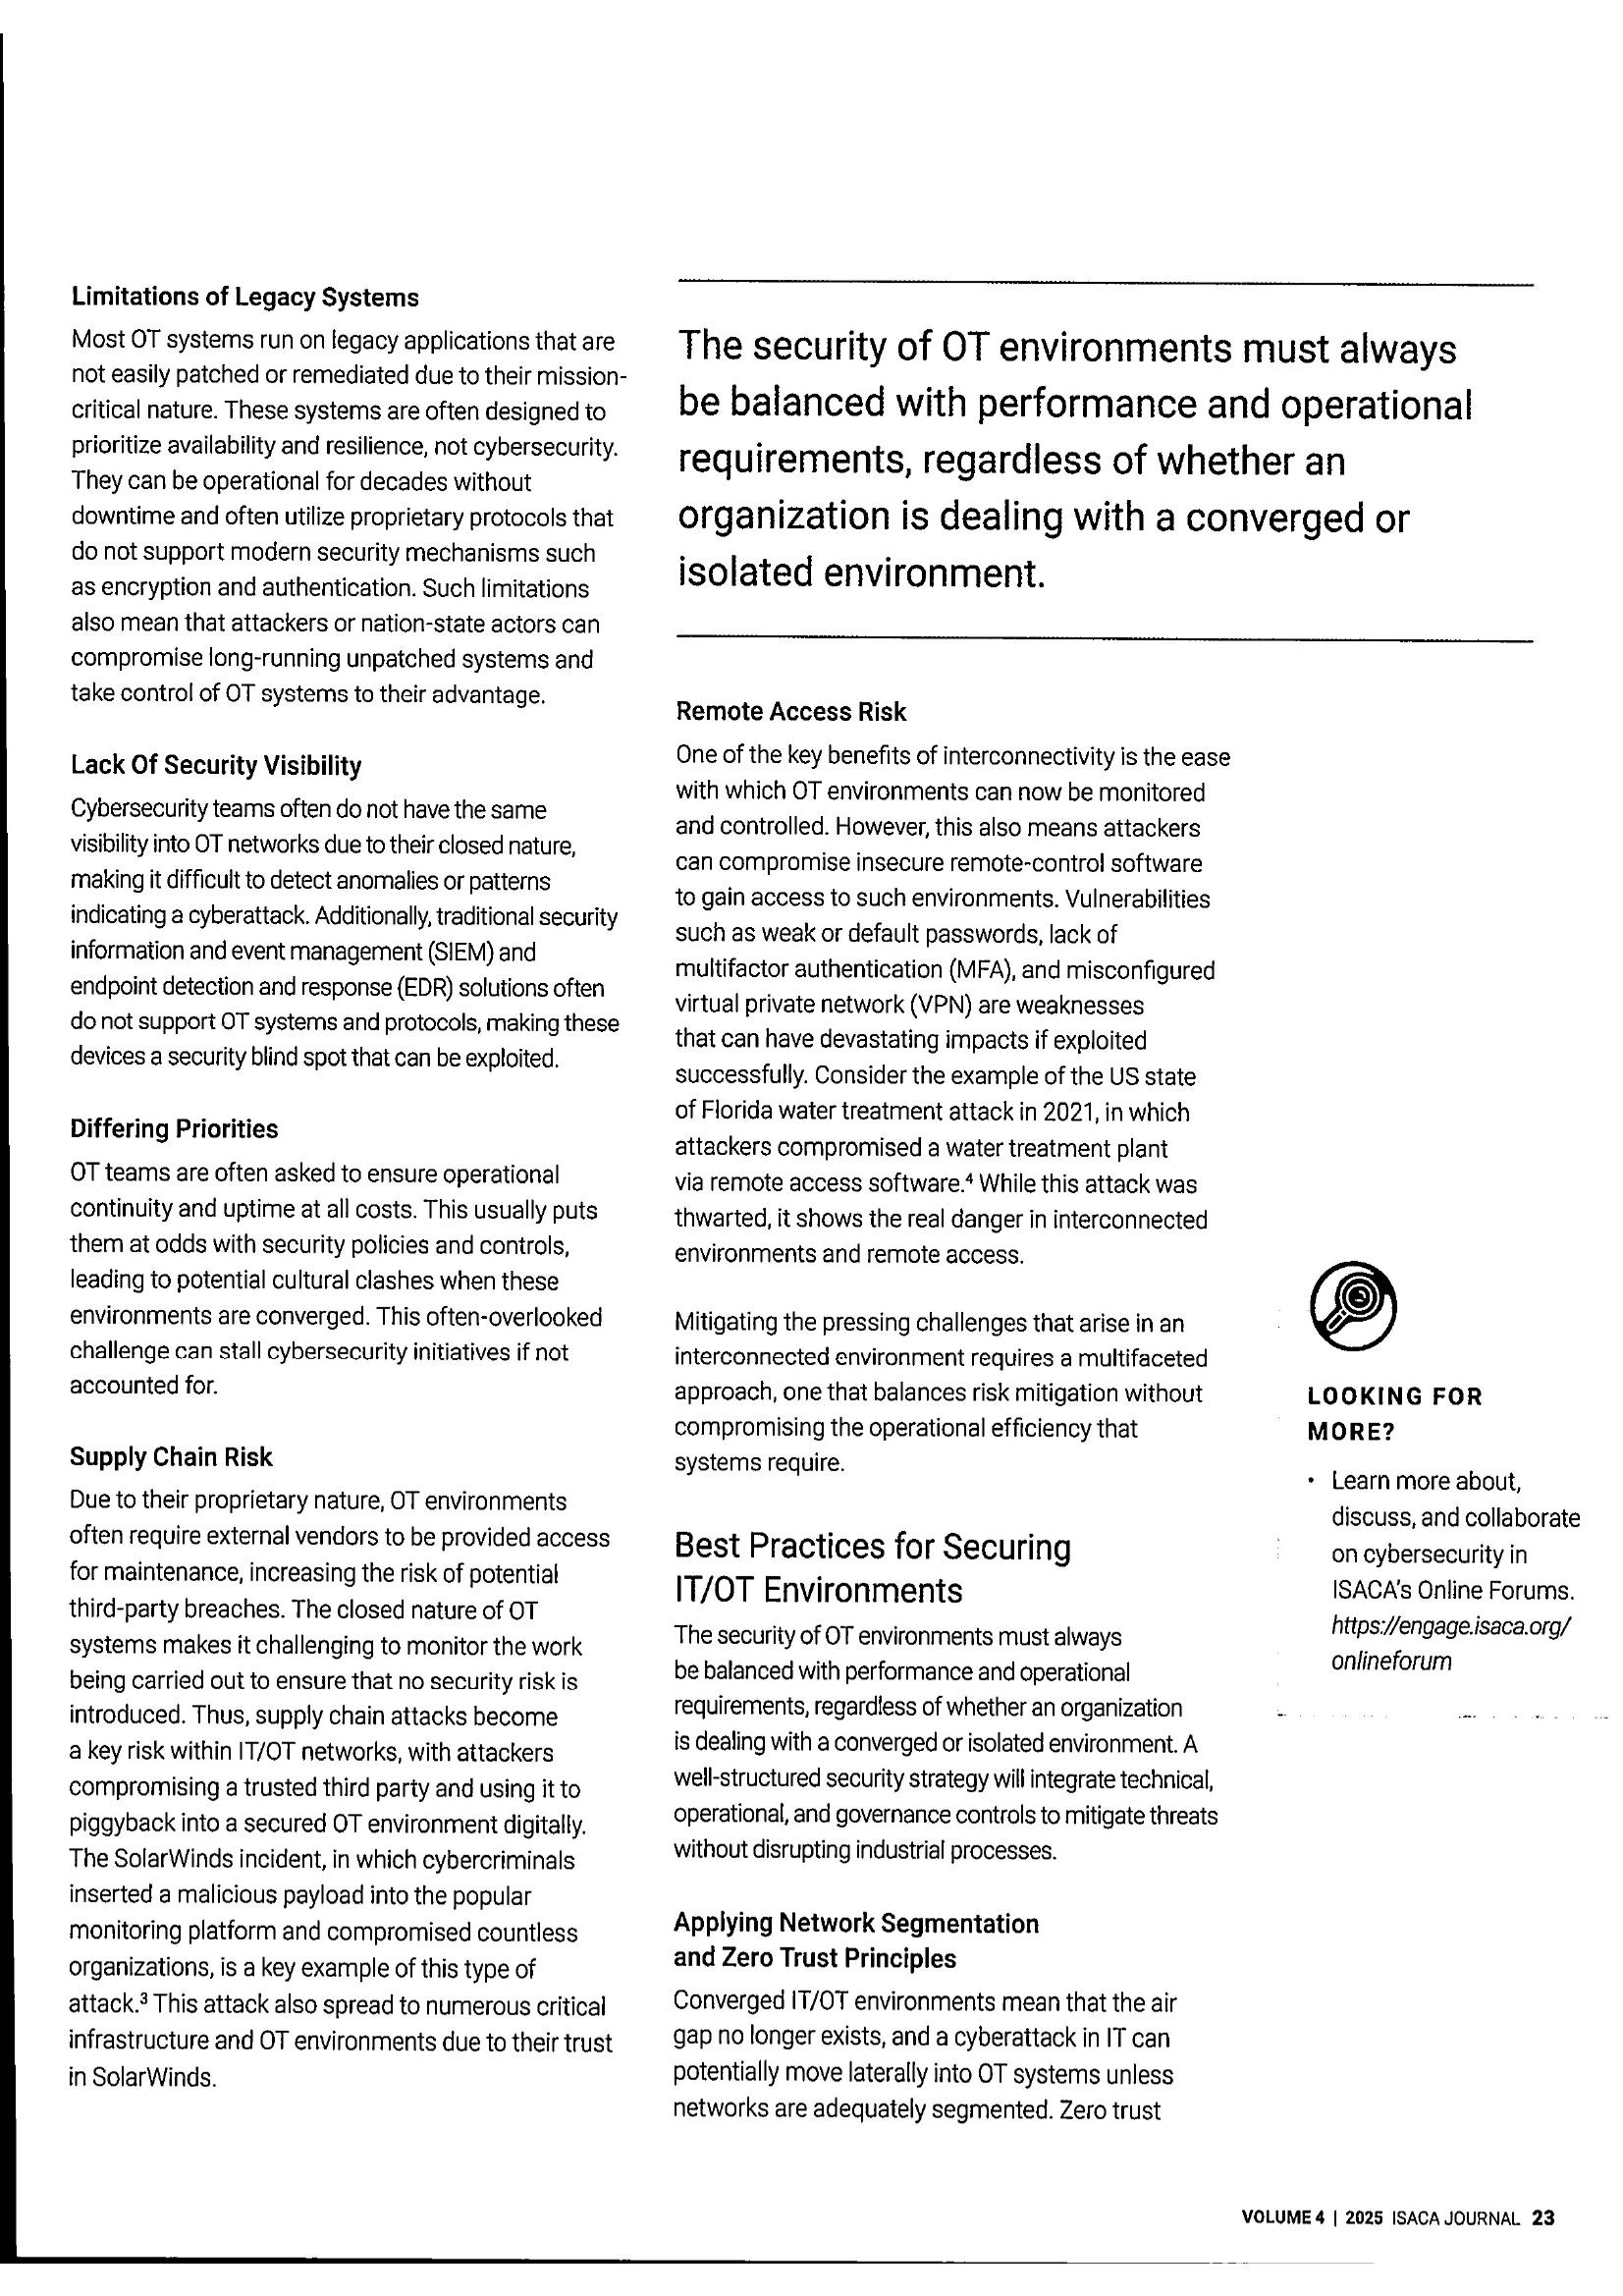 Limitations of Legacy Systems
Most OT systems run on legacy applications that are
not easily patched or remediated due to their mission-
critical nature. These systems are often designed to
prioritize availability and resilience, not cybersecurity.
They can be operational for decades without
downtime and often utilize proprietary protocols that
do not support modern security mechanisms such
as encryption and authentication. Such limitations
also mean that attackers or nation-state actors can
compromise long-running unpatched systems and
take control of OT systems to their advantage.
Lack Of Security Visibility
Cybersecurity teams often do not have the same
visibility into OT networks due to their closed nature,
making it difficult to detect anomalies or patterns
indicating a cyberattack. Additionally, traditional security
information and event management (SIEM) and
endpoint detection and response (EDR) solutions often
do not support OT systems and protocols, making these
devices a security blind spot that can be exploited.
Differing Priorities
OT teams are often asked to ensure operational
continuity and uptime at all costs. This usually puts
them at odds with security policies and controls,
leading to potential cultural clashes when these
environments are converged. This often-overlooked
challenge can stall cybersecurity initiatives if not
accounted for.
Supply Chain Risk
Due to their proprietary nature, OT environments
often require external vendors to be provided access
for maintenance, increasing the risk of potential
third-party breaches. The closed nature of OT
systems makes it challenging to monitor the work
being carried out to ensure that no security risk is
introduced. Thus, supply chain attacks become
a key risk within IT/OT networks, with attackers
compromising a trusted third party and using it to
piggyback into a secured OT environment digitally.
The SolarWinds incident, in which cybercriminals
inserted a malicious payload into the popular
monitoring platform and compromised countless
organizations, is a key example of this type of
attack.³ This attack also spread to numerous critical
infrastructure and OT environments due to their trust
in SolarWinds.
The security of OT environments must always
be balanced with performance and operational
requirements, regardless of whether an
organization is dealing with a converged or
isolated environment.
Remote Access Risk
One of the key benefits of interconnectivity is the ease
with which OT environments can now be monitored
and controlled. However, this also means attackers
can compromise insecure remote-control software
to gain access to such environments. Vulnerabilities
such as weak or default passwords, lack of
multifactor authentication (MFA), and misconfigured
virtual private network (VPN) are weaknesses
that can have devastating impacts if exploited
successfully. Consider the example of the US state
of Florida water treatment attack in 2021, in which
attackers compromised a water treatment plant
via remote access software.⁴ While this attack was
thwarted, it shows the real danger in interconnected
environments and remote access.
Mitigating the pressing challenges that arise in an
interconnected environment requires a multifaceted
approach, one that balances risk mitigation without
compromising the operational efficiency that
systems require.
Best Practices for Securing
IT/OT Environments
The security of OT environments must always
be balanced with performance and operational
requirements, regardless of whether an organization
is dealing with a converged or isolated environment. A
well-structured security strategy will integrate technical,
operational, and governance controls to mitigate threats
without disrupting industrial processes.
Applying Network Segmentation
and Zero Trust Principles
Converged IT/OT environments mean that the air
gap no longer exists, and a cyberattack in IT can
potentially move laterally into OT systems unless
networks are adequately segmented. Zero trust
LOOKING FOR
MORE?
• Learn more about,
discuss, and collaborate
on cybersecurity in
ISACA's Online Forums.
https://engage.isaca.org/
onlineforum
VOLUME 4 | 2025 ISACA JOURNAL 23